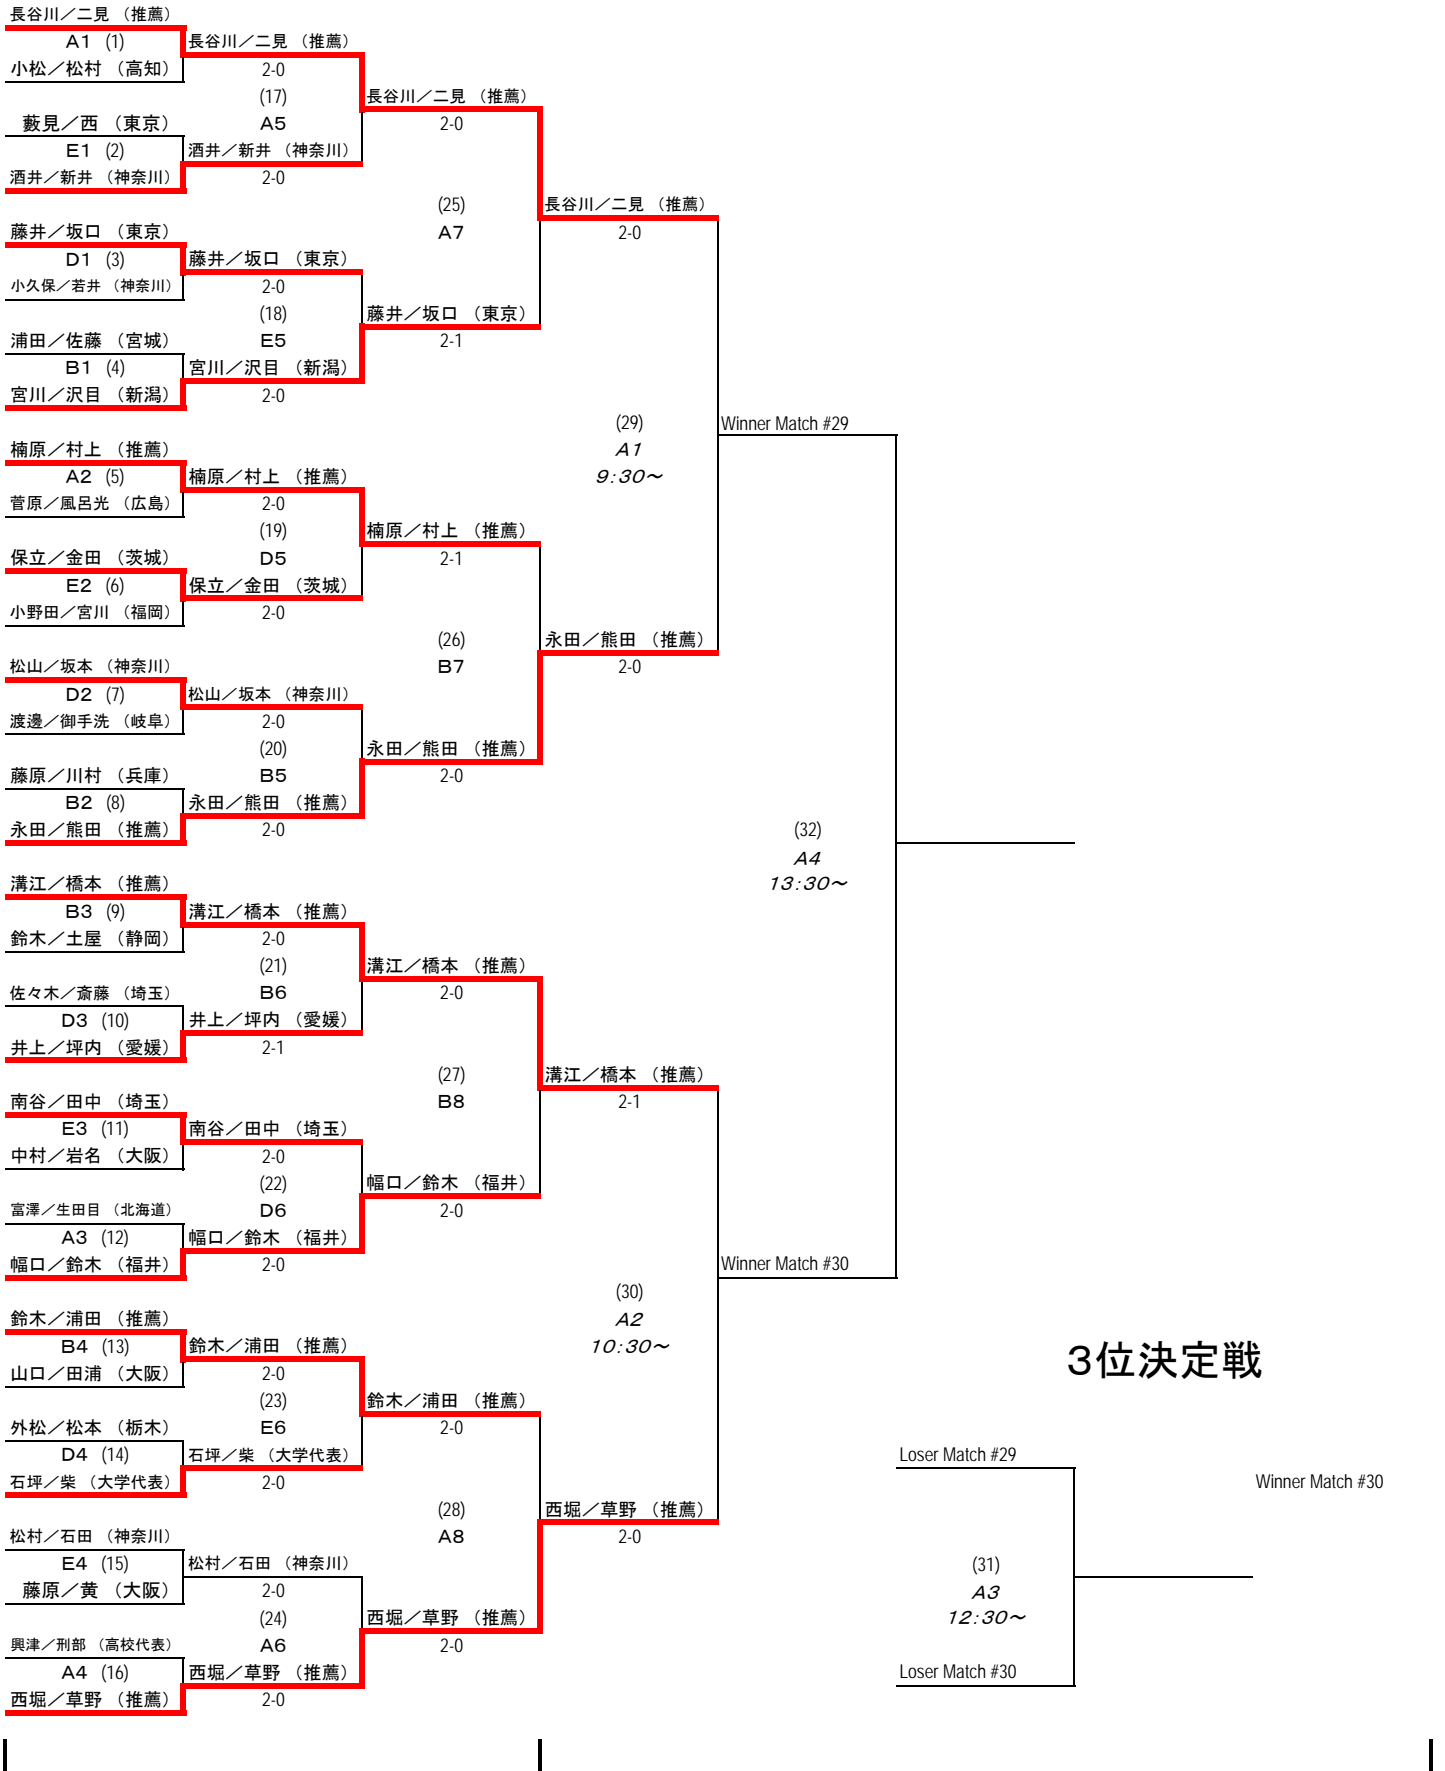 長谷川／二見 （推薦）
A1 (1)
小松／松村 （高知）
藪見／西 （東京）
E1 (2)
酒井／新井 （神奈川）
藤井／坂口 （東京）
D1 (3)
小久保／若井 （神奈川）
浦田／佐藤 （宮城）
B1 (4)
宮川／沢目 （新潟）
楠原／村上 （推薦）
A2 (5)
菅原／風呂光 （広島）
保立／金田 （茨城）
E2 (6)
小野田／宮川 （福岡）
松山／坂本 （神奈川）
D2 (7)
渡邊／御手洗 （岐阜）
藤原／川村 （兵庫）
B2 (8)
永田／熊田 （推薦）
溝江／橋本 （推薦）
B3 (9)
鈴木／土屋 （静岡）
佐々木／斎藤 （埼玉）
D3 (10)
井上／坪内 （愛媛）
南谷／田中 （埼玉）
E3 (11)
中村／岩名 （大阪）
富澤／生田目 （北海道）
A3 (12)
幅口／鈴木 （福井）
鈴木／浦田 （推薦）
B4 (13)
山口／田浦 （大阪）
外松／松本 （栃木）
D4 (14)
石坪／柴 （大学代表）
松村／石田 （神奈川）
E4 (15)
藤原／黄 （大阪）
興津／刑部 （高校代表）
A4 (16)
西堀／草野 （推薦）
長谷川／二見 （推薦）
2-0
(17)
A5
酒井／新井 （神奈川）
2-0
藤井／坂口 （東京）
2-0
(18)
E5
宮川／沢目 （新潟）
2-0
楠原／村上 （推薦）
2-0
(19)
D5
保立／金田 （茨城）
2-0
松山／坂本 （神奈川）
2-0
(20)
B5
永田／熊田 （推薦）
2-0
溝江／橋本 （推薦）
2-0
(21)
B6
井上／坪内 （愛媛）
2-1
南谷／田中 （埼玉）
2-0
(22)
D6
幅口／鈴木 （福井）
2-0
鈴木／浦田 （推薦）
2-0
(23)
E6
石坪／柴 （大学代表）
2-0
松村／石田 （神奈川）
2-0
(24)
A6
西堀／草野 （推薦）
2-0
長谷川／二見 （推薦）
2-0
(25)
A7
藤井／坂口 （東京）
2-1
楠原／村上 （推薦）
2-1
(26)
B7
永田／熊田 （推薦）
2-0
溝江／橋本 （推薦）
2-0
(27)
B8
幅口／鈴木 （福井）
2-0
鈴木／浦田 （推薦）
2-0
(28)
A8
西堀／草野 （推薦）
2-0
長谷川／二見 （推薦）
2-0
(29)
A1
9:30～
永田／熊田 （推薦）
2-0
溝江／橋本 （推薦）
2-1
(30)
A2
10:30～
西堀／草野 （推薦）
2-0
Winner Match #29
(32)
A4
13:30～
Winner Match #30
3位決定戦
Loser Match #29
Winner Match #30
(31)
A3
12:30～
Loser Match #30